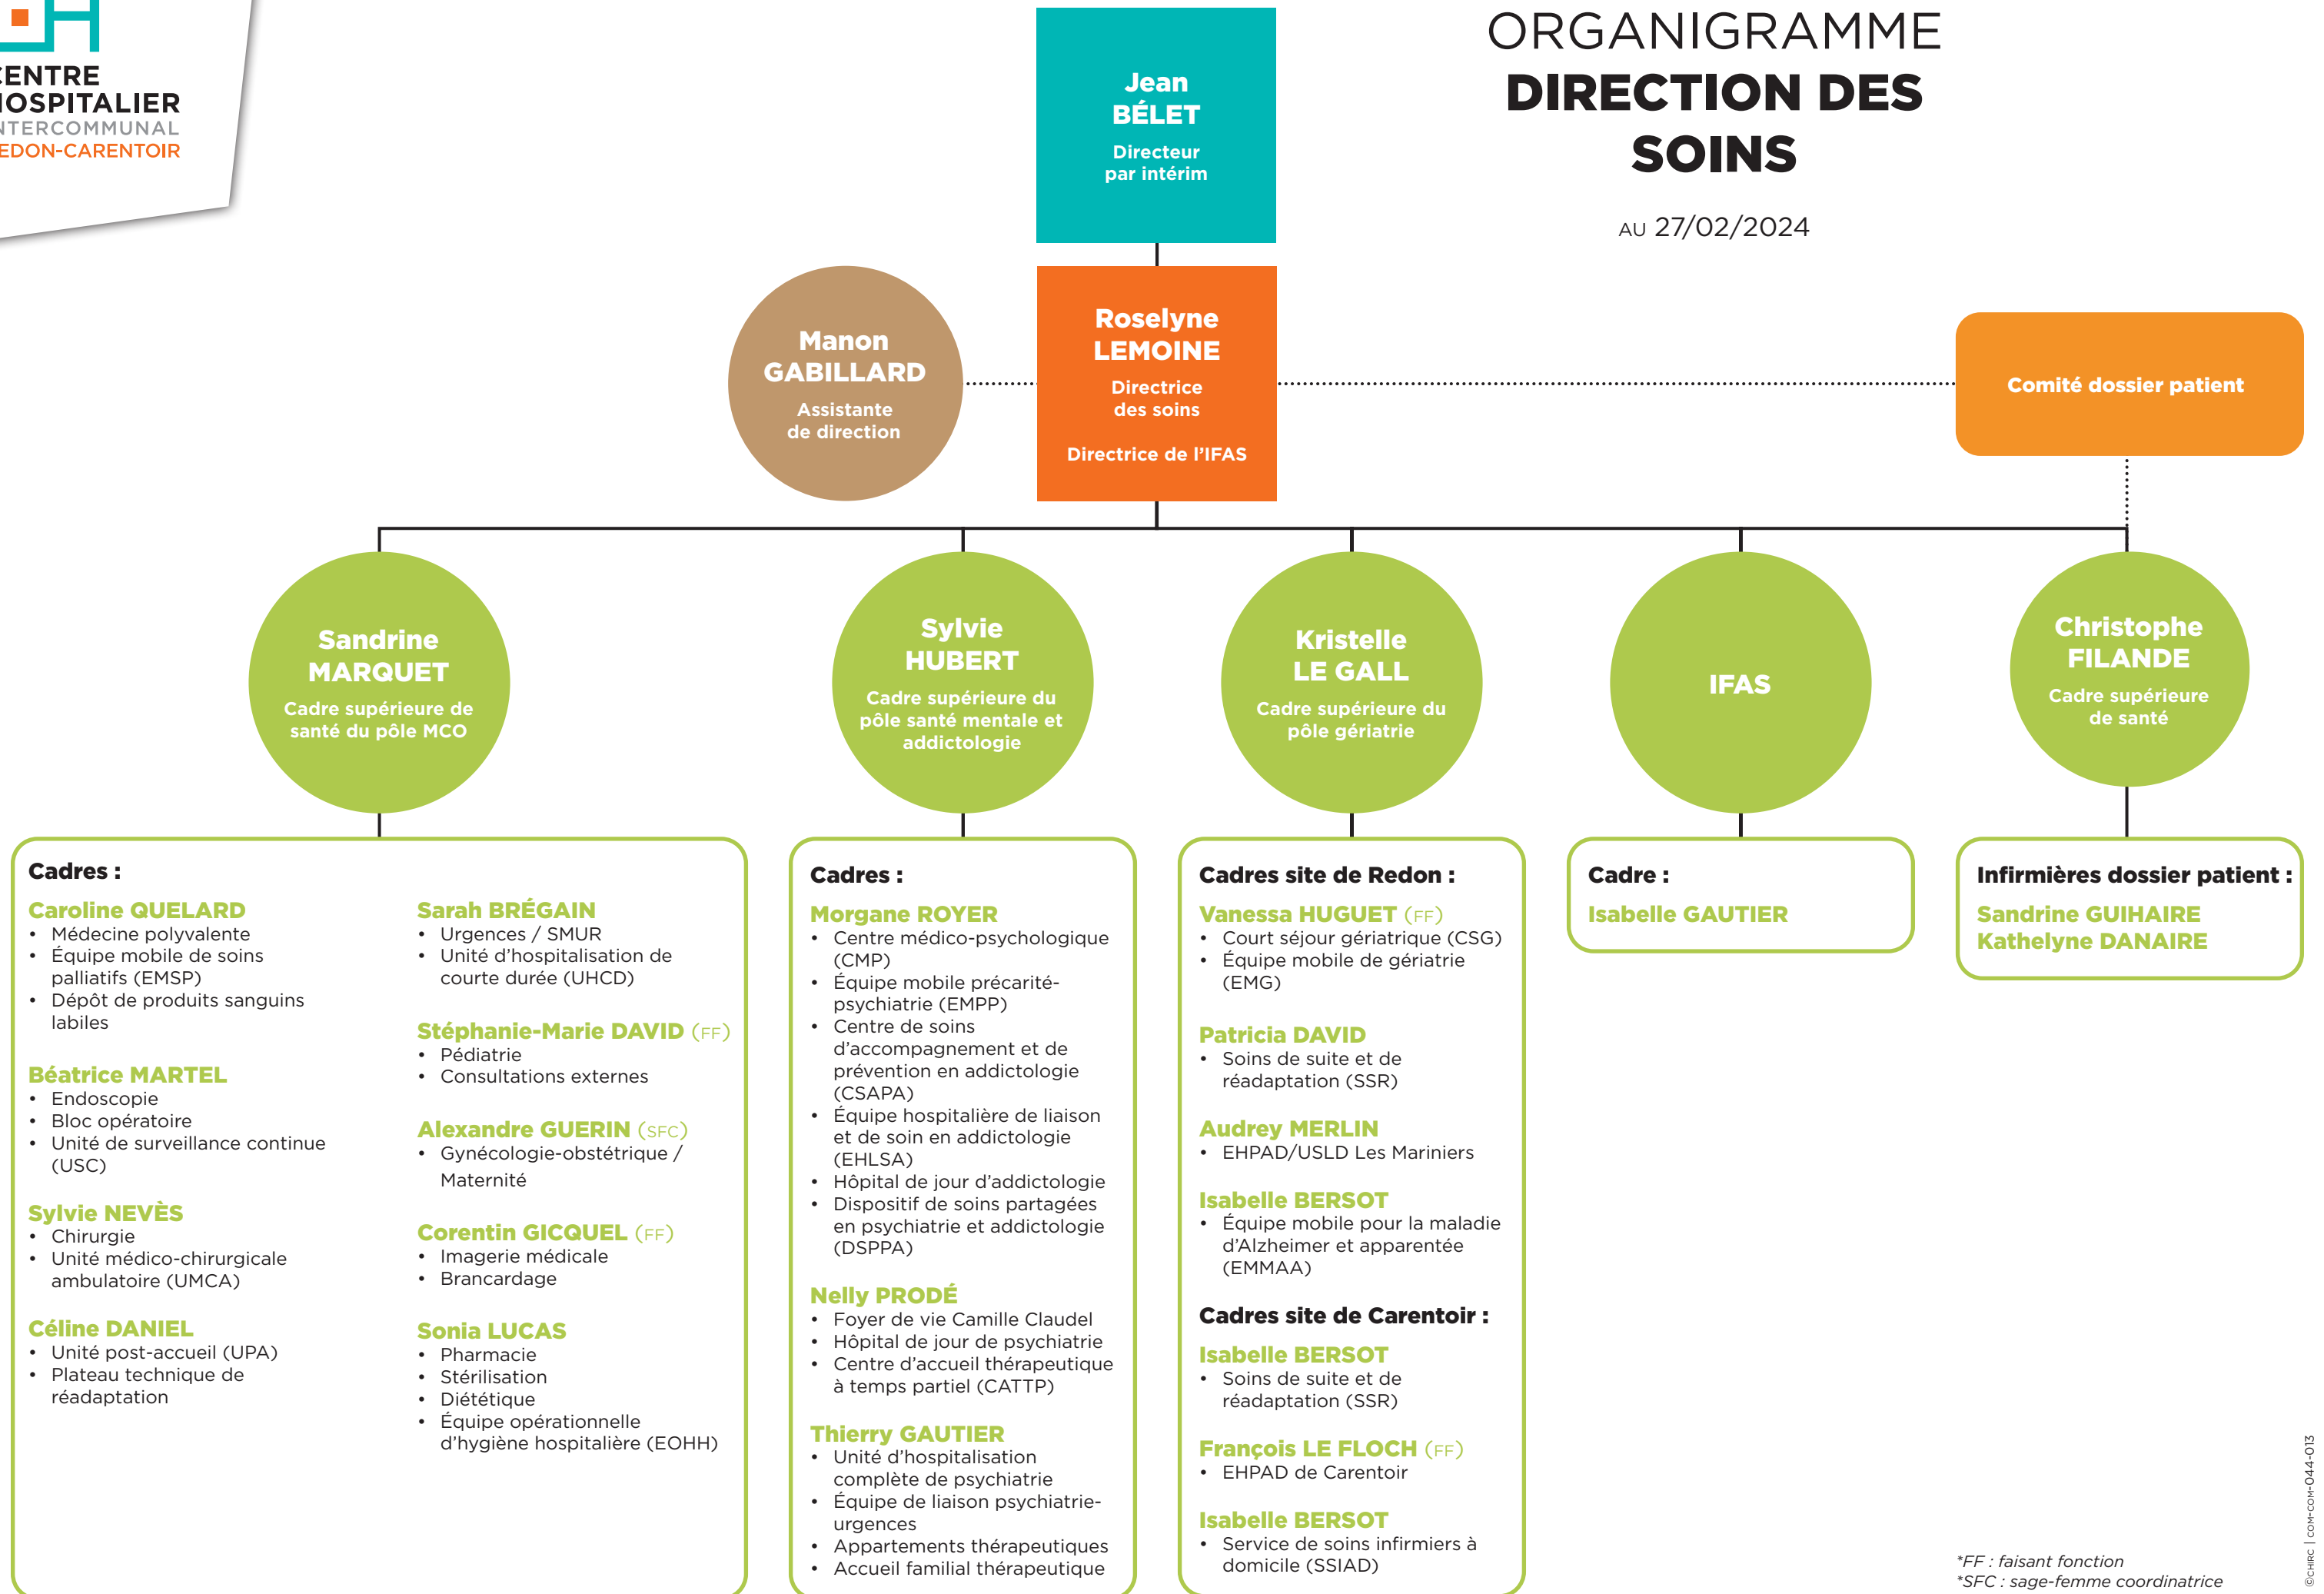 CENTRE
HOSPITALIER
INTERCOMMUNAL
REDON-CARENTOIR
ORGANIGRAMME
DIRECTION DES
SOINS
AU 27/02/2024
Jean
BÉLET
Directeur
par intérim
Manon
GABILLARD
Assistante
de direction
Roselyne
LEMOINE
Directrice
des soins
Directrice de l'IFAS
Comité dossier patient
Sandrine
MARQUET
Cadre supérieure de
santé du pôle MCO
Sylvie
HUBERT
Cadre supérieure du
pôle santé mentale et
addictologie
Kristelle
LE GALL
Cadre supérieure du
pôle gériatrie
IFAS
Christophe
FILANDE
Cadre supérieure
de santé
Cadres :
Caroline QUELARD
• Médecine polyvalente
• Équipe mobile de soins
palliatifs (EMSP)
• Dépôt de produits sanguins
labiles
Béatrice MARTEL
• Endoscopie
• Bloc opératoire
• Unité de surveillance continue
(USC)
Sylvie NEVÈS
• Chirurgie
• Unité médico-chirurgicale
ambulatoire (UMCA)
Céline DANIEL
• Unité post-accueil (UPA)
• Plateau technique de
réadaptation
Sarah BRÉGAIN
• Urgences / SMUR
• Unité d'hospitalisation de
courte durée (UHCD)
Stéphanie-Marie DAVID (FF)
• Pédiatrie
• Consultations externes
Alexandre GUERIN (SFC)
• Gynécologie-obstétrique /
Maternité
Corentin GICQUEL (FF)
• Imagerie médicale
• Brancardage
Sonia LUCAS
• Pharmacie
• Stérilisation
• Diététique
• Équipe opérationnelle
d'hygiène hospitalière (EOHH)
Cadres :
Morgane ROYER
• Centre médico-psychologique
(CMP)
• Équipe mobile précarité-
psychiatrie (EMPP)
• Centre de soins
d'accompagnement et de
prévention en addictologie
(CSAPA)
• Équipe hospitalière de liaison
et de soin en addictologie
(EHLSA)
• Hôpital de jour d'addictologie
• Dispositif de soins partagées
en psychiatrie et addictologie
(DSPPA)
Nelly PRODÉ
• Foyer de vie Camille Claudel
• Hôpital de jour de psychiatrie
• Centre d'accueil thérapeutique
à temps partiel (CATTP)
Thierry GAUTIER
• Unité d'hospitalisation
complète de psychiatrie
• Équipe de liaison psychiatrie-
urgences
• Appartements thérapeutiques
• Accueil familial thérapeutique
Cadres site de Redon :
Vanessa HUGUET (FF)
• Court séjour gériatrique (CSG)
• Équipe mobile de gériatrie
(EMG)
Patricia DAVID
• Soins de suite et de
réadaptation (SSR)
Audrey MERLIN
• EHPAD/USLD Les Mariniers
Isabelle BERSOT
• Équipe mobile pour la maladie
d'Alzheimer et apparentée
(EMMAA)
Cadres site de Carentoir :
Isabelle BERSOT
• Soins de suite et de
réadaptation (SSR)
François LE FLOCH (FF)
• EHPAD de Carentoir
Isabelle BERSOT
• Service de soins infirmiers à
domicile (SSIAD)
Cadre :
Isabelle GAUTIER
Infirmières dossier patient :
Sandrine GUIHAIRE
Kathelyne DANAIRE
*FF : faisant fonction
*SFC : sage-femme coordinatrice
©CHIRC | COM-COM-044-013